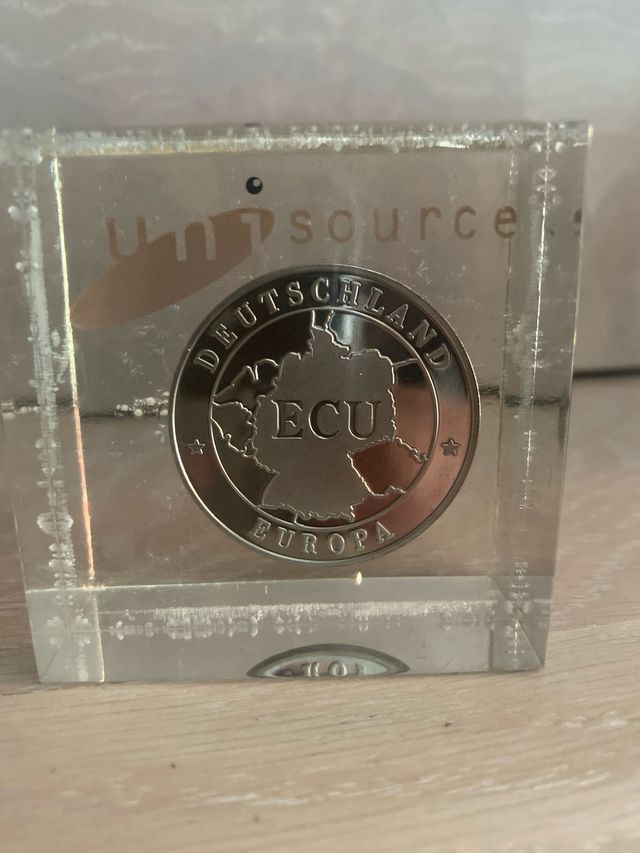 unisource
DEUTSCHLAND
ECU
EUROPA